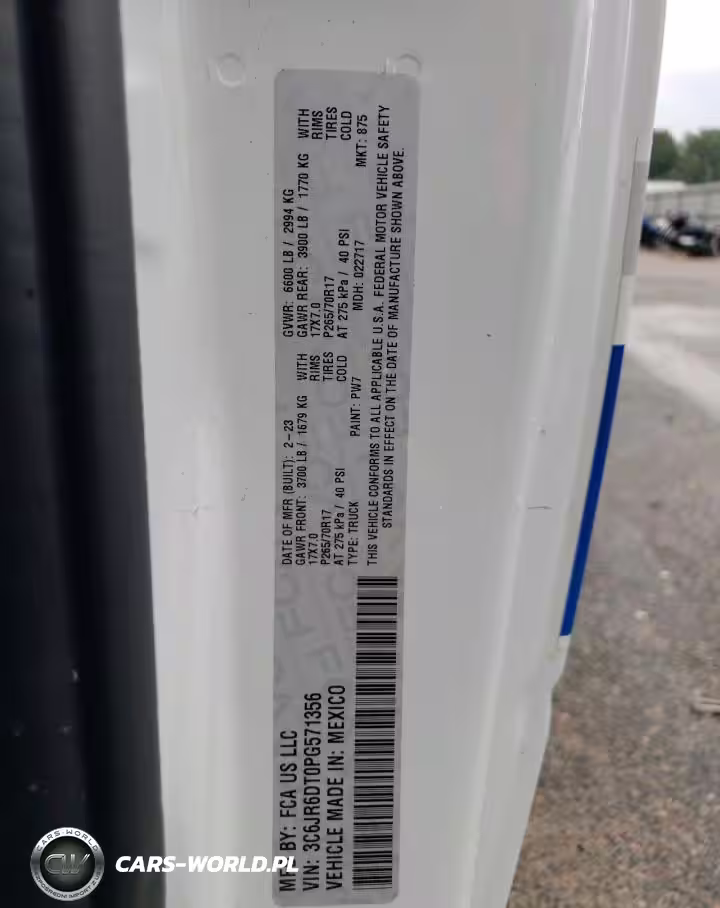 MFD BY: FCA US LLC
VIN: 3C6JR6DT0PG571356
VEHICLE MADE IN: MEXICO
DATE OF MFR (BUILT): 2-23 GVWR: 6600 LB / 2994 KG
GAWR FRONT: 3700 LB / 1679 KG WITH GAWR REAR: 3900 LB / 1770 KG WITH
17X7.0 RIMS 17X7.0 RIMS
P265/70R17 TIRES P265/70R17 TIRES
AT 275 kPa / 40 PSI COLD AT 275 kPa / 40 PSI COLD
TYPE: TRUCK PAINT: PW7 MDH: 022717 MKT: 875
THIS VEHICLE CONFORMS TO ALL APPLICABLE U.S.A. FEDERAL MOTOR VEHICLE SAFETY
STANDARDS IN EFFECT ON THE DATE OF MANUFACTURE SHOWN ABOVE.
CARS-WORLD
CW
CARS-WORLD.PL